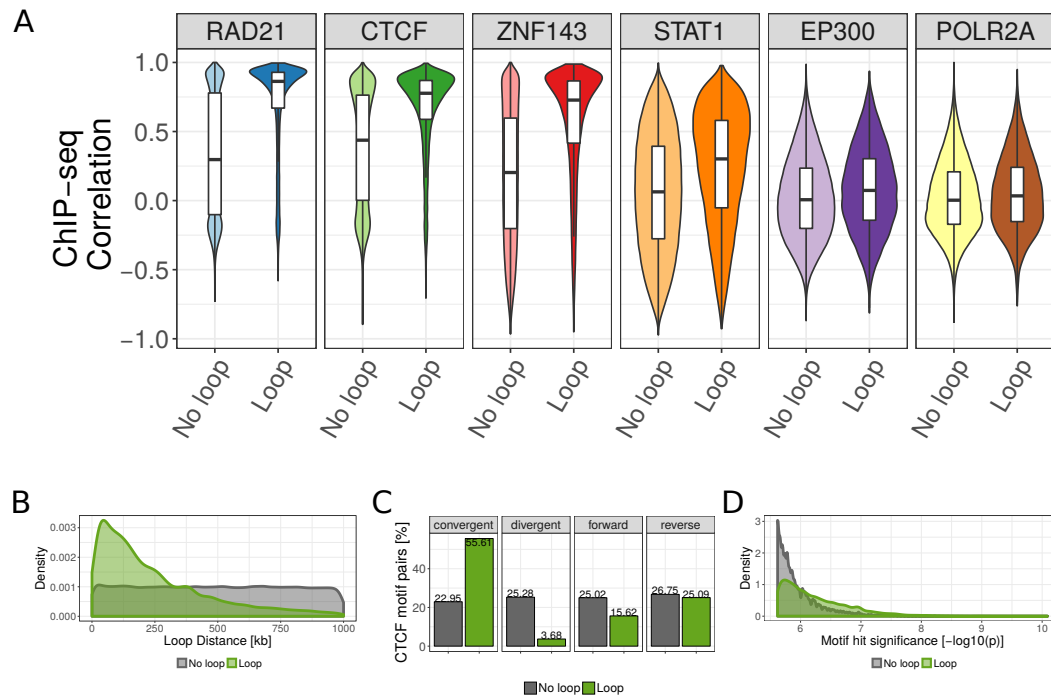 A
RAD21 CTCF ZNF143 STAT1 EP300 POLR2A
ChIP−seq
Correlation
1.0
0.5
0.0
−0.5
−1.0
No loop Loop No loop Loop No loop Loop No loop Loop No loop Loop No loop Loop
B
Density
0.003
0.002
0.001
0.000
0 250 500 750 1000
Loop Distance [kb]
No loop Loop
C
CTCF motif pairs [%]
convergent divergent forward reverse
40
20
0
22.95 55.61 25.28 3.68 25.02 15.62 26.75 25.09
No loop Loop
D
Density
3
2
1
0
6 7 8 9 10
Motif hit significance [−log10(p)]
No loop Loop